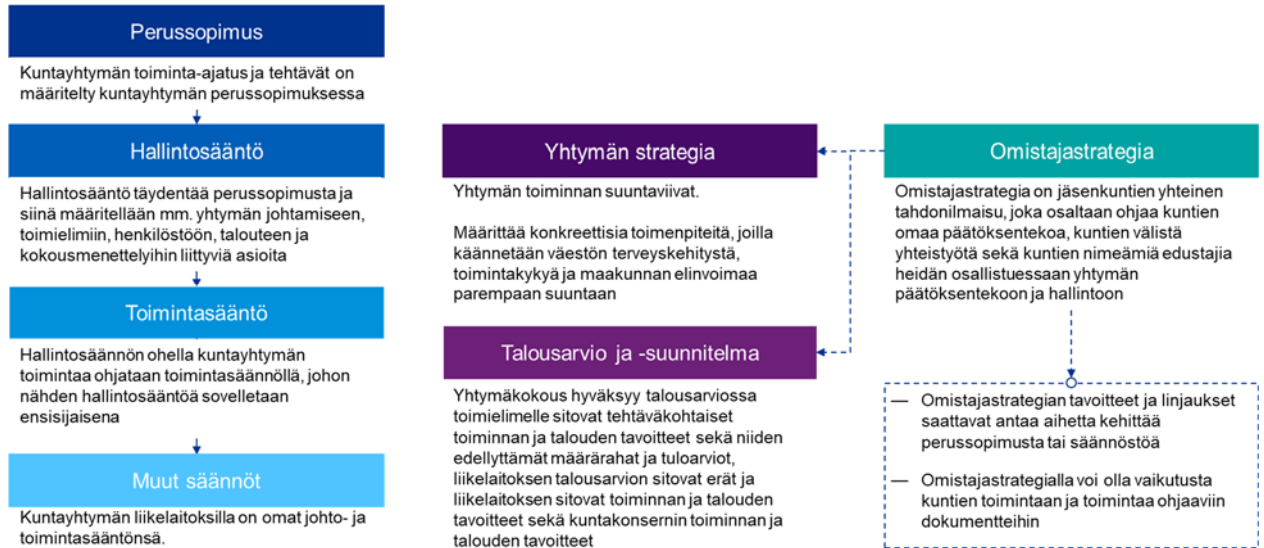 Perussopimus
Kuntayhtymän toiminta-ajatus ja tehtävät on
määritelty kuntayhtymän perussopimuksessa
Hallintosääntö
Hallintosääntö täydentää perussopimusta ja
siinä määritellään mm. yhtymän johtamiseen,
toimielimiin, henkilöstöön, talouteen ja
kokousmenettelyihin liittyviä asioita
Toimintasääntö
Hallintosäännön ohella kuntayhtymän
toimintaa ohjataan toimintasäännöllä, johon
nähden hallintosääntöä sovelletaan
ensisijaisena
Muut säännöt
Kuntayhtymän liikelaitoksilla on omat johto- ja
toimintasääntönsä.
Yhtymän strategia
Yhtymän toiminnan suuntaviivat.
Määrittää konkreettisia toimenpiteitä, joilla
käännetään väestön terveyskehitystä,
toimintakykyä ja maakunnan elinvoimaa
parempaan suuntaan
Talousarvio ja -suunnitelma
Yhtymäkokous hyväksyy talousarviossa
toimielimelle sitovat tehtäväkohtaiset
toiminnan ja talouden tavoitteet sekä niiden
edellyttämät määrärahat ja tuloarviot,
liikelaitoksen talousarvion sitovat erät ja
liikelaitoksen sitovat toiminnan ja talouden
tavoitteet sekä kuntakonsernin toiminnan ja
talouden tavoitteet
Omistajastrategia
Omistajastrategia on jäsenkuntien yhteinen
tahdonilmaisu, joka osaltaan ohjaa kuntien
omaa päätöksentekoa, kuntien välistä
yhteistyötä sekä kuntien nimeämiä edustajia
heidän osallistuessaan yhtymän
päätöksentekoon ja hallintoon
— Omistajastrategian tavoitteet ja linjaukset
saattavat antaa aihetta kehittää
perussopimusta tai säännöstöä
— Omistajastrategialla voi olla vaikutusta
kuntien toimintaan ja toimintaa ohjaaviin
dokumentteihin